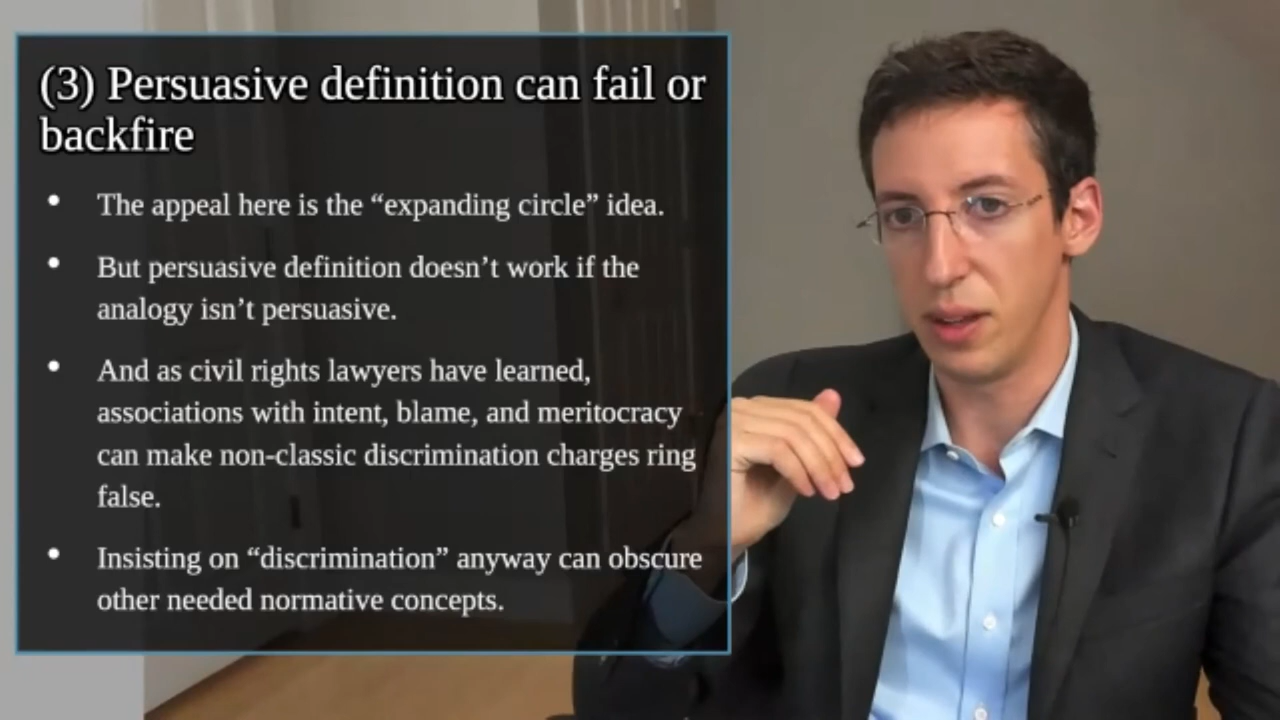 (3) Persuasive definition can fail or
backfire
• The appeal here is the “expanding circle” idea.
• But persuasive definition doesn’t work if the
analogy isn’t persuasive.
• And as civil rights lawyers have learned,
associations with intent, blame, and meritocracy
can make non-classic discrimination charges ring
false.
• Insisting on “discrimination” anyway can obscure
other needed normative concepts.